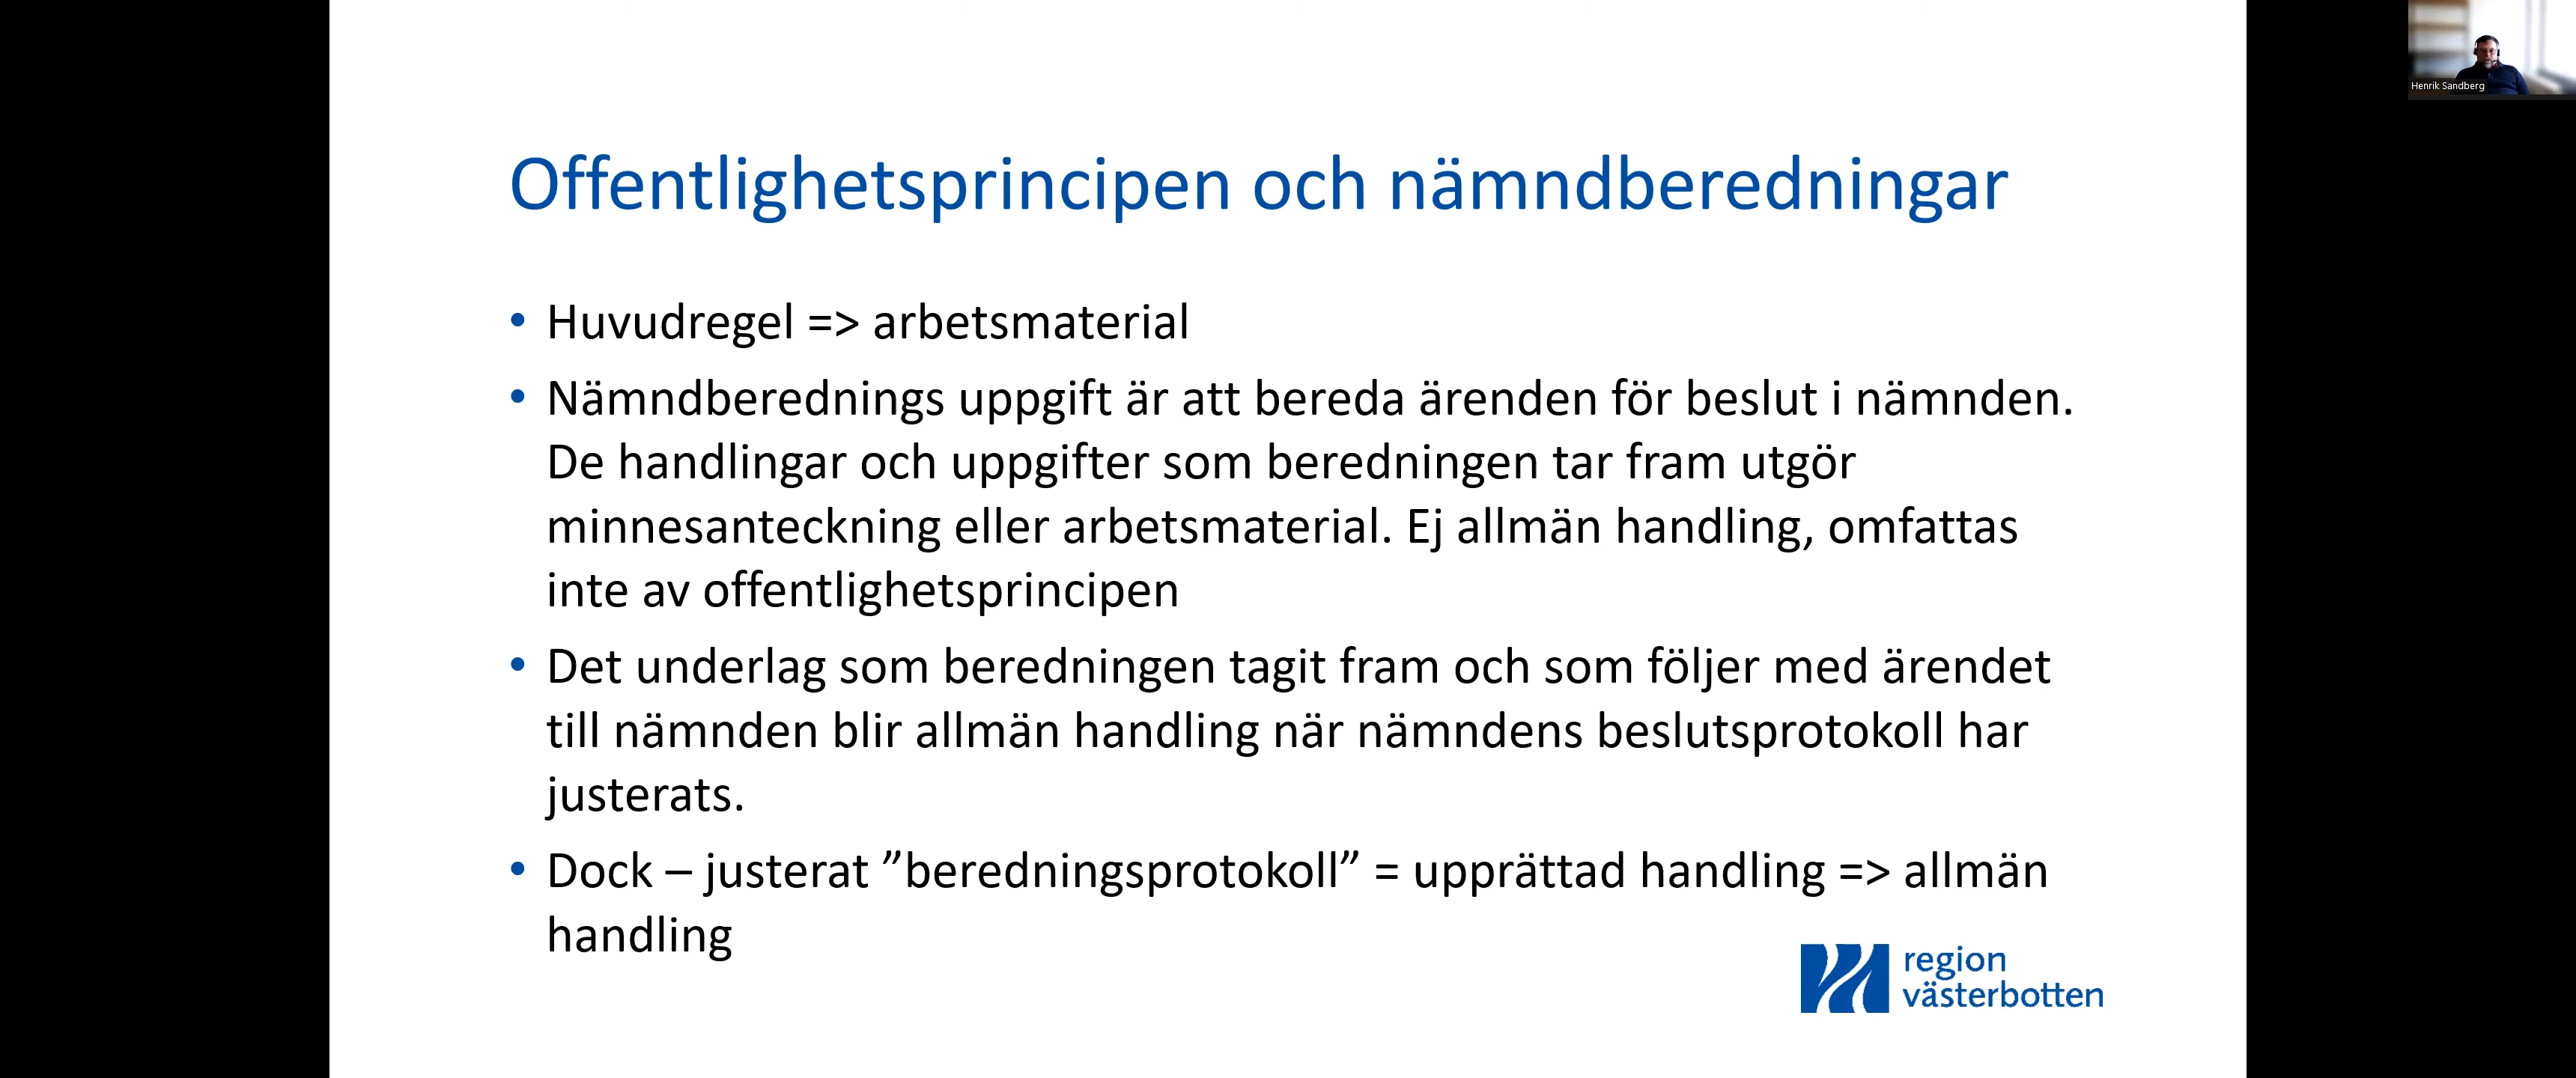 Henrik Sandberg
Offentlighetsprincipen och nämndberedningar
• Huvudregel => arbetsmaterial
• Nämndberednings uppgift är att bereda ärenden för beslut i nämnden.
De handlingar och uppgifter som beredningen tar fram utgör
minnesanteckning eller arbetsmaterial. Ej allmän handling, omfattas
inte av offentlighetsprincipen
• Det underlag som beredningen tagit fram och som följer med ärendet
till nämnden blir allmän handling när nämndens beslutsprotokoll har
justerats.
• Dock – justerat ”beredningsprotokoll” = upprättad handling => allmän
handling
region
västerbotten